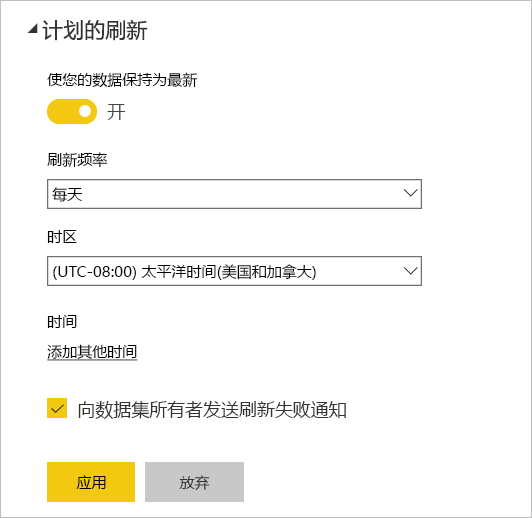 计划的刷新
使您的数据保持为最新
开
刷新频率
每天
时区
(UTC-08:00) 太平洋时间(美国和加拿大)
时间
添加其他时间
向数据集所有者发送刷新失败通知
应用
放弃